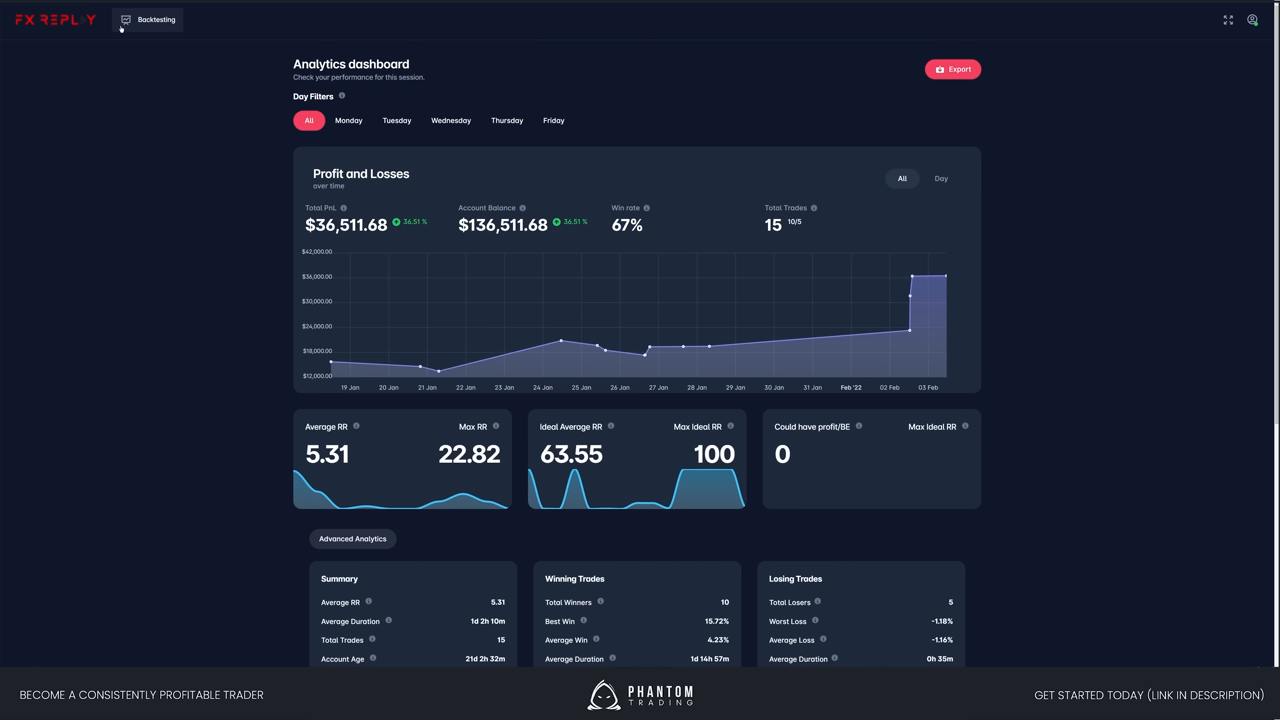 FX REPLAY
Backtesting
Analytics dashboard
Check your performance for this session.
Export
Day Filters
All Monday Tuesday Wednesday Thursday Friday
Profit and Losses
over time
All Day
Total PnL Account Balance Win rate Total Trades
$36,511.68 36.51 % $136,511.68 36.51 % 67% 15 10/5
$42,000.00
$36,000.00
$30,000.00
$24,000.00
$18,000.00
$12,000.00
19 Jan 20 Jan 21 Jan 22 Jan 23 Jan 24 Jan 25 Jan 26 Jan 27 Jan 28 Jan 29 Jan 30 Jan 31 Jan Feb '22 02 Feb 03 Feb
Average RR Max RR
5.31 22.82
Ideal Average RR Max Ideal RR
63.55 100
Could have profit/BE Max Ideal RR
0
Advanced Analytics
Summary
Average RR 5.31
Average Duration 1d 2h 10m
Total Trades 15
Account Age 21d 2h 32m
Winning Trades
Total Winners 10
Best Win 15.72%
Average Win 4.23%
Average Duration 1d 14h 57m
Losing Trades
Total Losers 5
Worst Loss -1.18%
Average Loss -1.16%
Average Duration 0h 35m
BECOME A CONSISTENTLY PROFITABLE TRADER
PHANTOM
TRADING
GET STARTED TODAY (LINK IN DESCRIPTION)